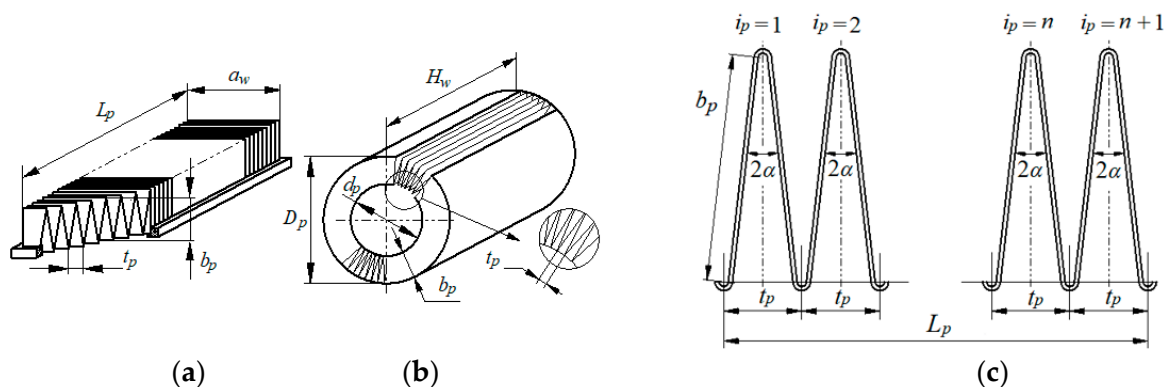 L_p
a_w
t_p
b_p
(a)
H_w
D_p
d_p
t_p
b_p
(b)
i_p = 1
i_p = 2
i_p = n
i_p = n + 1
b_p
2α
2α
2α
2α
t_p
t_p
t_p
t_p
L_p
(c)